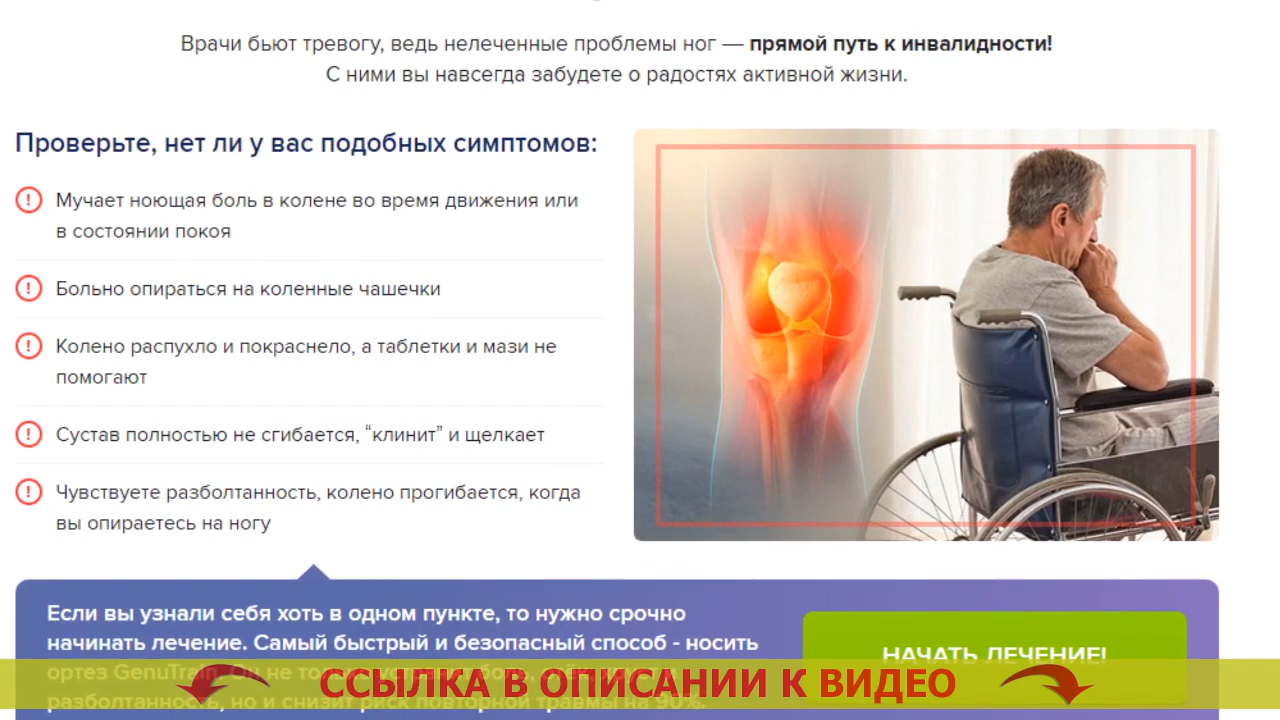 Врачи бьют тревогу, ведь нелеченные проблемы ног — прямой путь к инвалидности!
С ними вы навсегда забудете о радостях активной жизни.
Проверьте, нет ли у вас подобных симптомов:
Мучает ноющая боль в колене во время движения или
в состоянии покоя
Больно опираться на коленные чашечки
Колено распухло и покраснело, а таблетки и мази не
помогают
Сустав полностью не сгибается, “клинит” и щелкает
Чувствуете разболтанность, колено прогибается, когда
вы опираетесь на ногу
Если вы узнали себя хоть в одном пункте, то нужно срочно
начинать лечение. Самый быстрый и безопасный способ - носить
ортез GenuTrain. Он не только
разболтанность, но и снизит риск повторной травмы на 90%.
НАЧАТЬ ЛЕЧЕНИЕ!
ССЫЛКА В ОПИСАНИИ К ВИДЕО